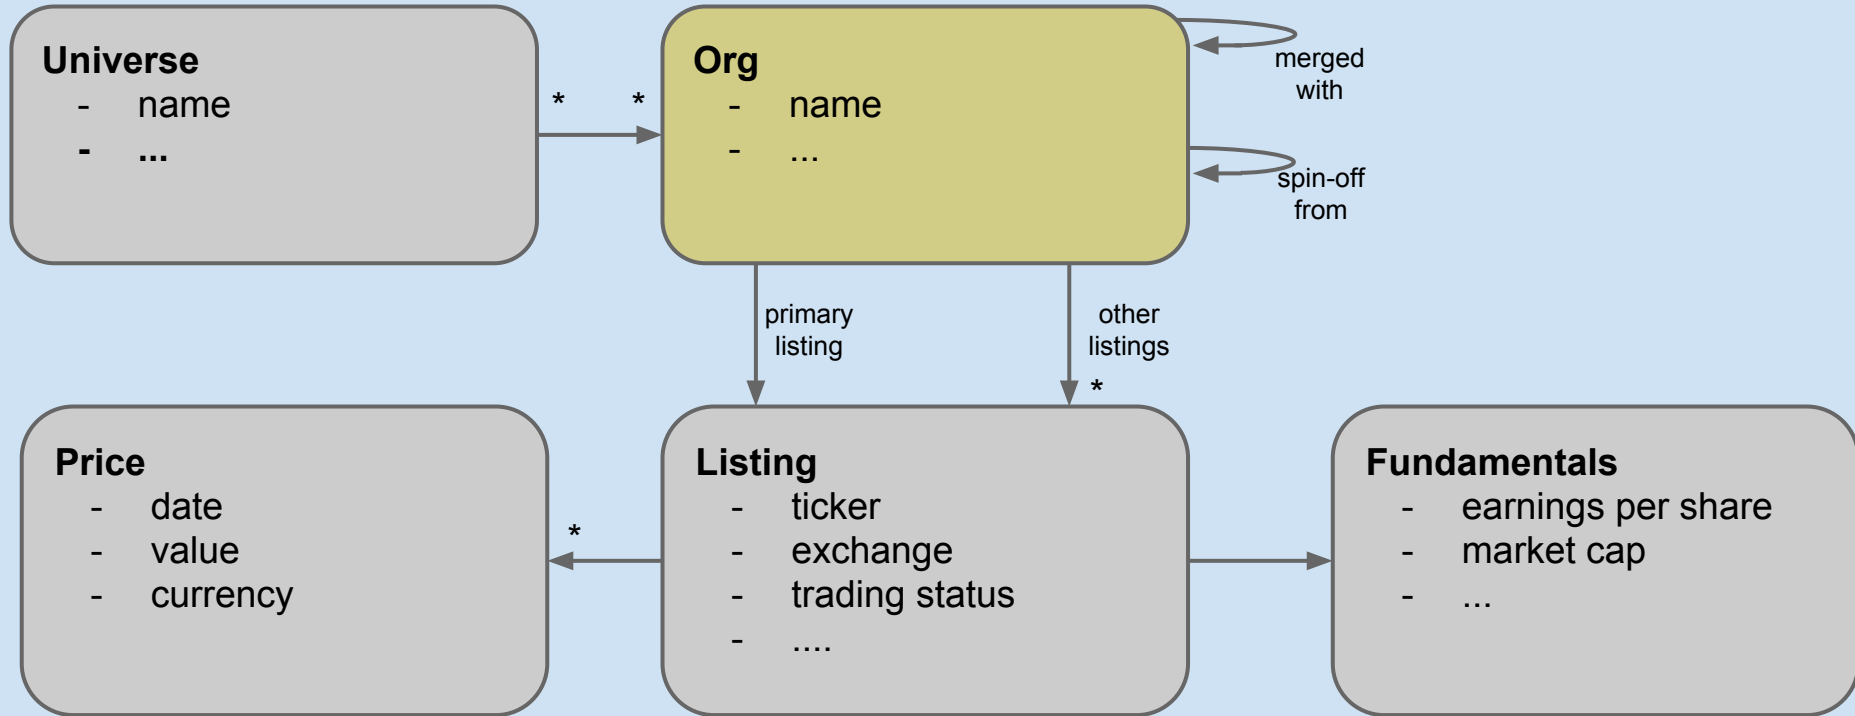 Universe
- name
- ...
* *
Org
- name
- ...
merged
with
spin-off
from
primary
listing
other
listings
*
Price
- date
- value
- currency
*
Listing
- ticker
- exchange
- trading status
- ....
Fundamentals
- earnings per share
- market cap
- ...